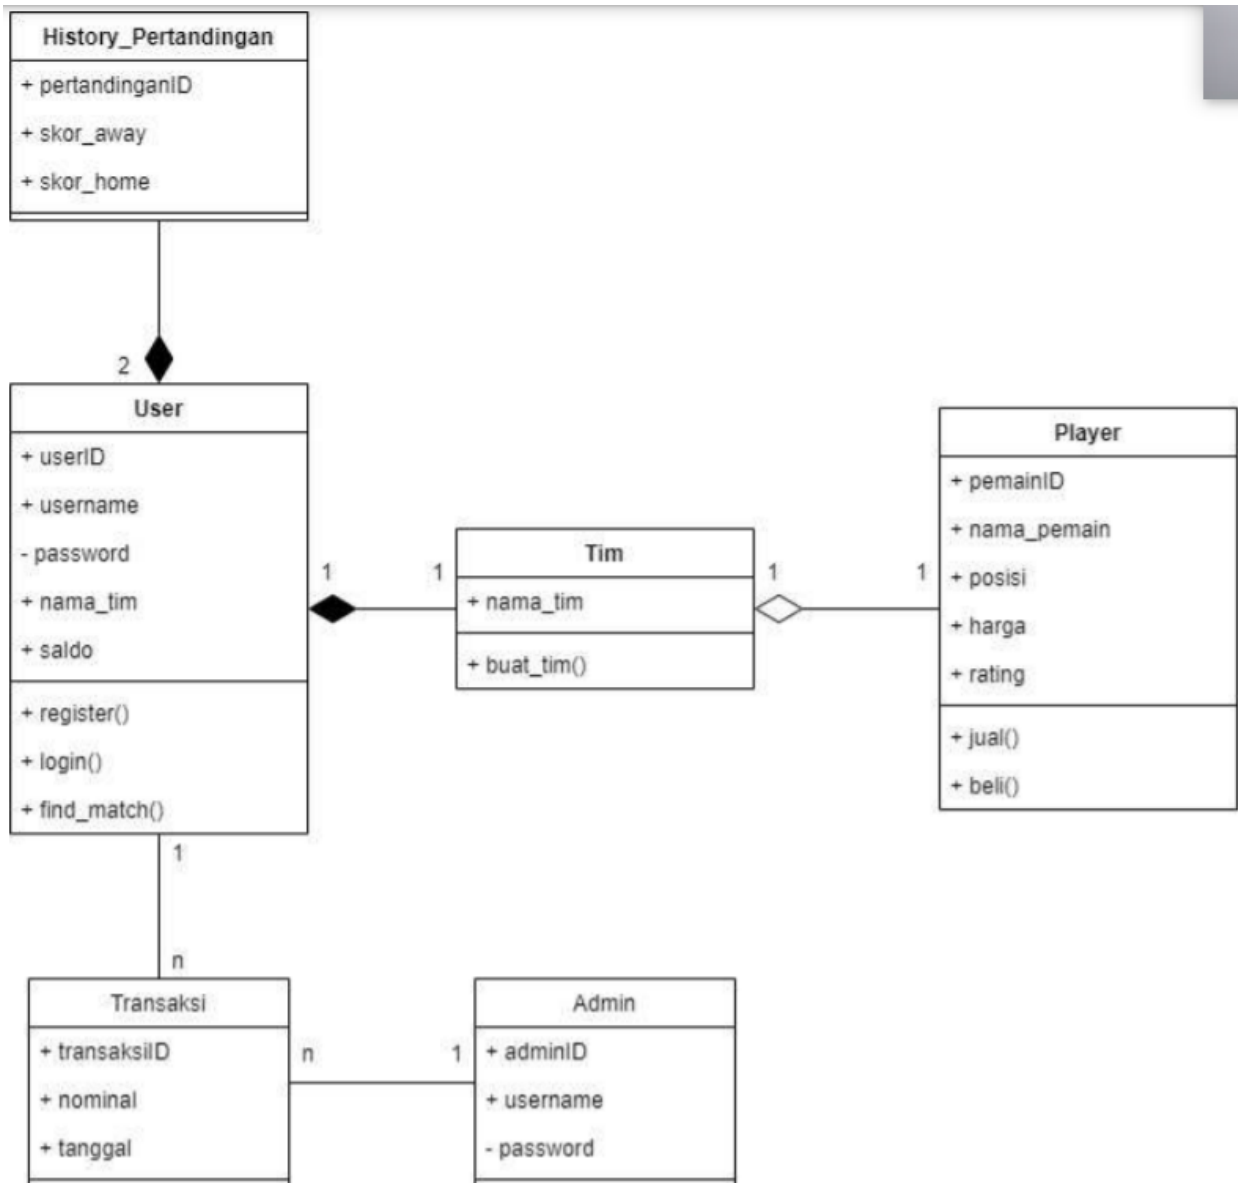 History_Pertandingan
+ pertandinganID
+ skor_away
+ skor_home
2
User
+ userID
+ username
- password
+ nama_tim
+ saldo
+ register()
+ login()
+ find_match()
1
1
Tim
+ nama_tim
+ buat_tim()
1
1
Player
+ pemainID
+ nama_pemain
+ posisi
+ harga
+ rating
+ jual()
+ beli()
1
n
Transaksi
+ transaksiID
+ nominal
+ tanggal
n
1
Admin
+ adminID
+ username
- password